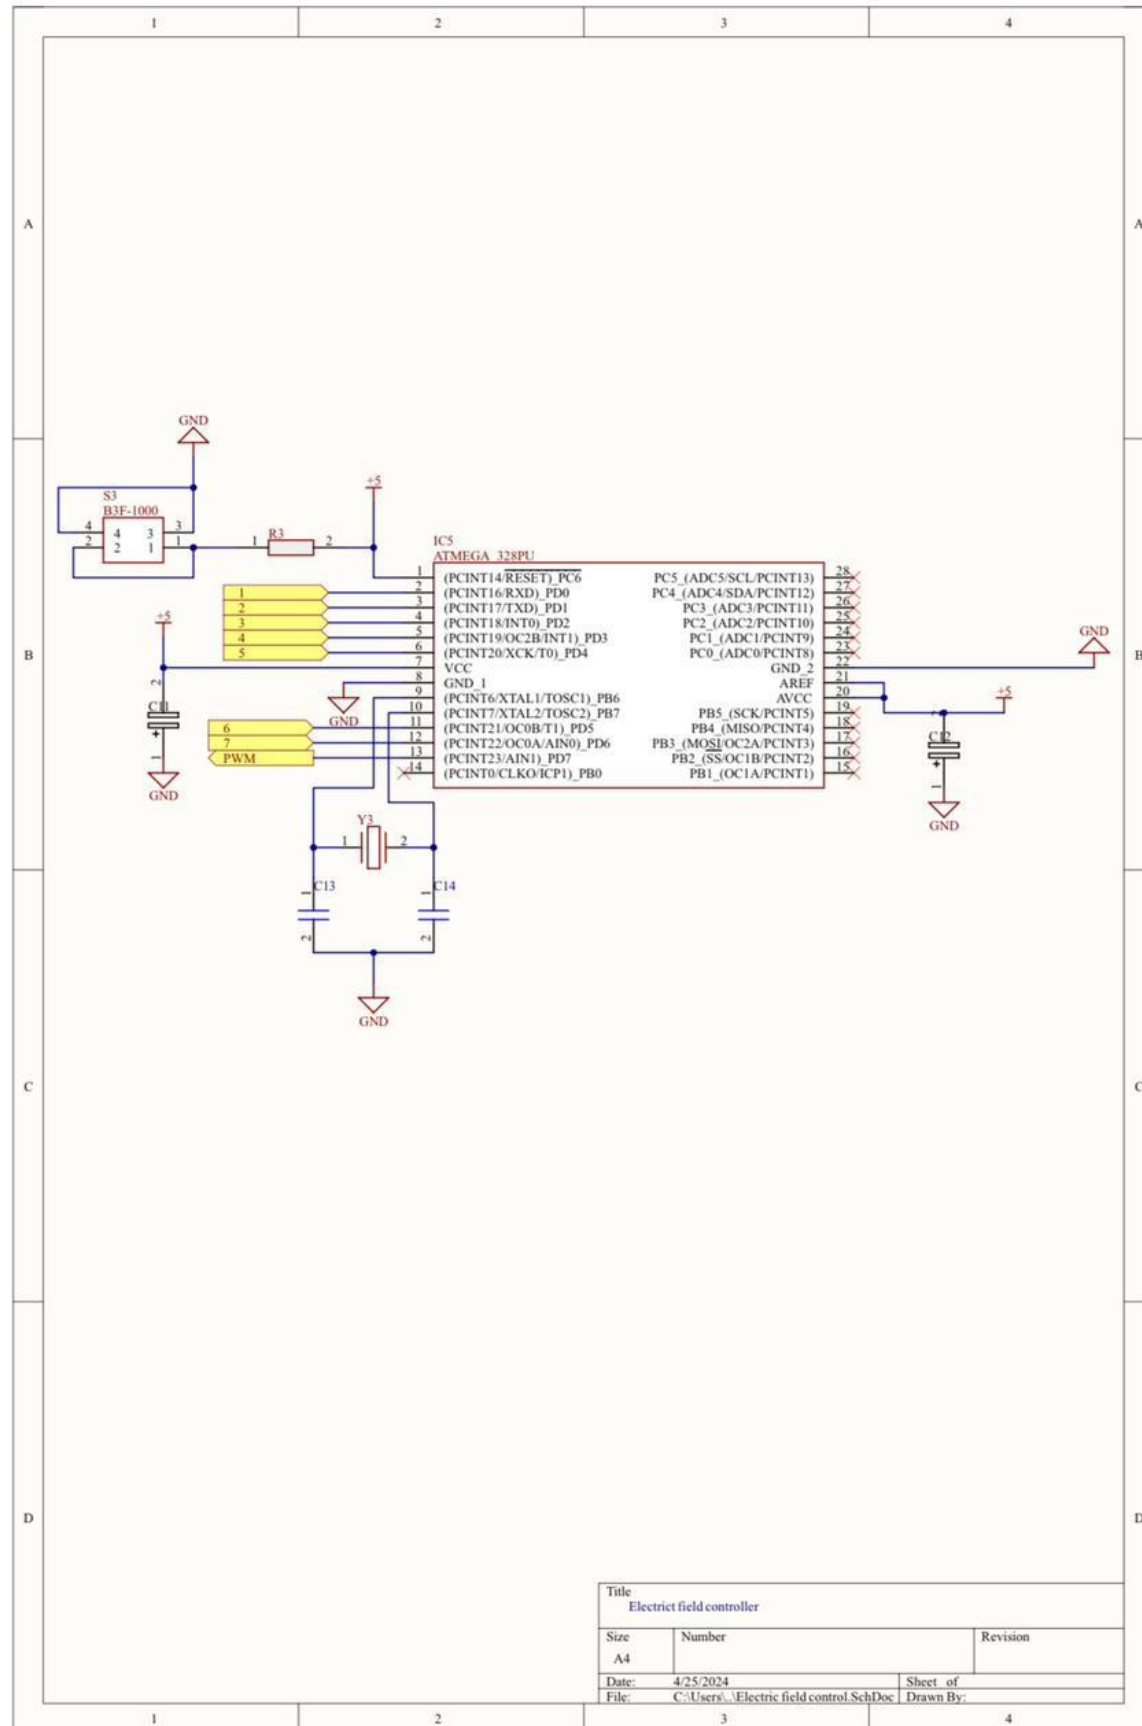 1 2 3 4
A A
GND
S3
B3F-1000
4 4 3 3
2 2 1 1
1 R3 2
+5
IC5
ATMEGA_328PU
1 (PCINT14/RESET)_PC6 PC5_(ADC5/SCL/PCINT13) 28
1 2 (PCINT16/RXD)_PD0 PC4_(ADC4/SDA/PCINT12) 27
2 3 (PCINT17/TXD)_PD1 PC3_(ADC3/PCINT11) 26
3 4 (PCINT18/INT0)_PD2 PC2_(ADC2/PCINT10) 25
4 5 (PCINT19/OC2B/INT1)_PD3 PC1_(ADC1/PCINT9) 24
5 6 (PCINT20/XCK/T0)_PD4 PC0_(ADC0/PCINT8) 23
7 VCC GND_2 22
8 GND_1 AREF 21
9 (PCINT6/XTAL1/TOSC1)_PB6 AVCC 20
10 (PCINT7/XTAL2/TOSC2)_PB7 PB5_(SCK/PCINT5) 19
6 11 (PCINT21/OC0B/T1)_PD5 PB4_(MISO/PCINT4) 18
7 12 (PCINT22/OC0A/AIN0)_PD6 PB3_(MOSI/OC2A/PCINT3) 17
PWM 13 (PCINT23/AIN1)_PD7 PB2_(SS/OC1B/PCINT2) 16
14 (PCINT0/CLKO/ICP1)_PB0 PB1_(OC1A/PCINT1) 15
B B
+5
2
C11
+
1
GND
GND
GND
+5
2
C12
+
1
GND
Y3
1 2
1 C13 1 C14
2 2
GND
C C
D D
Title
Electrict field controller
Size Number Revision
A4
Date: 4/25/2024 Sheet of
File: C:\Users\..\Electric field control.SchDoc Drawn By:
1 2 3 4